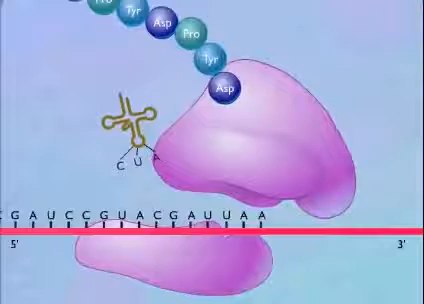 Pro
Tyr
Asp
Pro
Tyr
Asp
C U A
C G A U C C G U A C G A U U A A
5' 3'